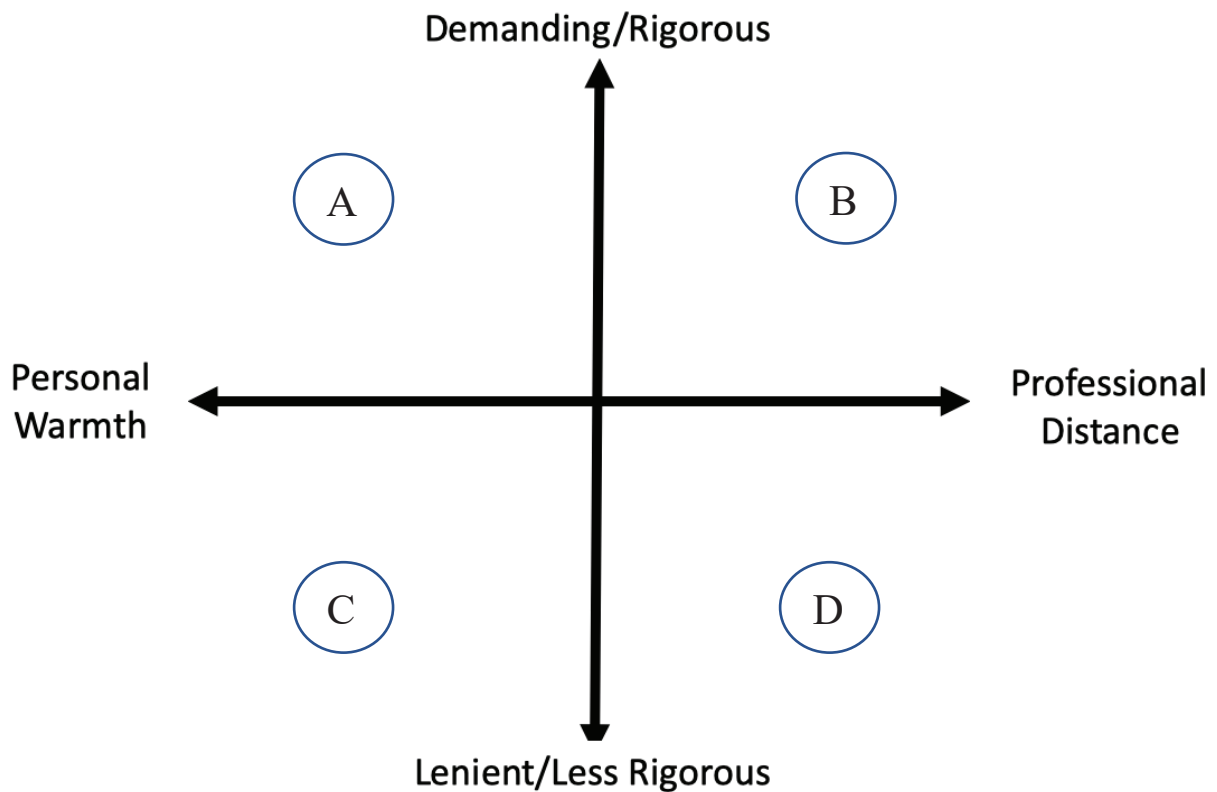 Demanding/Rigorous
A
B
Personal
Warmth
Professional
Distance
C
D
Lenient/Less Rigorous